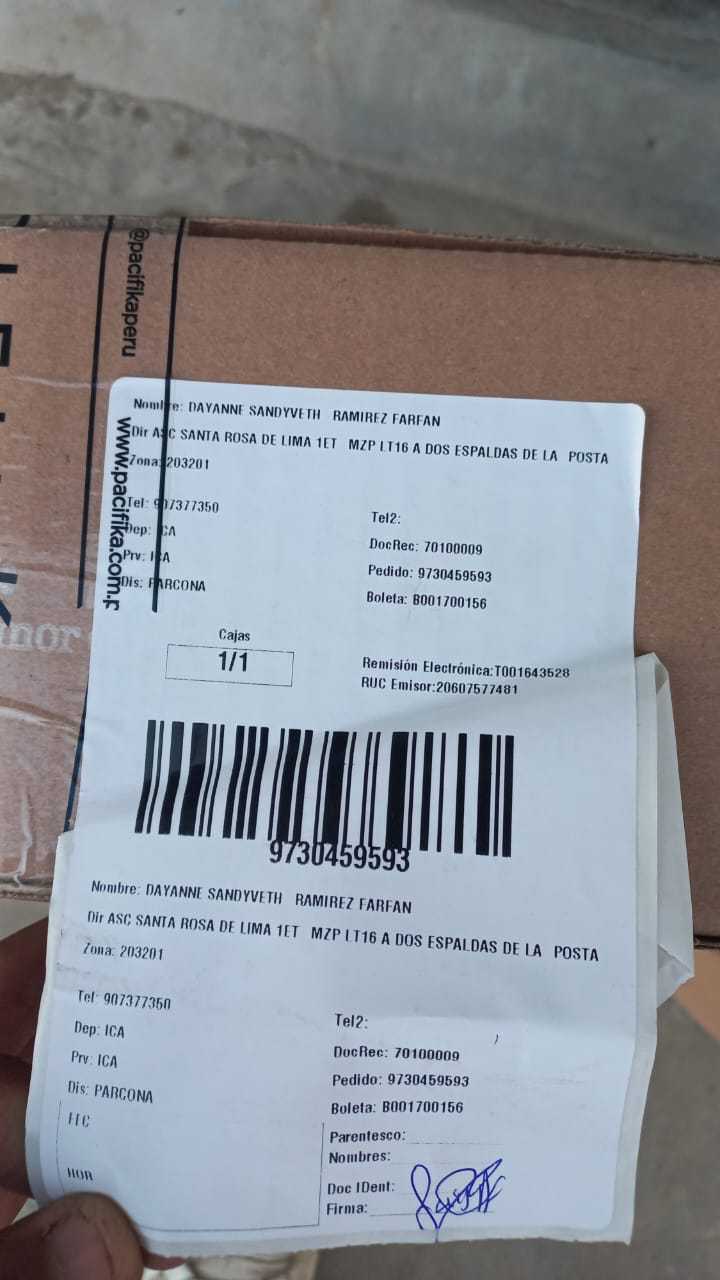 @pacifikaperu
www.pacifika.com.p
Nombre: DAYANNE SANDYVETH RAMIREZ FARFAN
Dir ASC SANTA ROSA DE LIMA 1ET MZP LT16 A DOS ESPALDAS DE LA POSTA
Zona: 203201
Tel: 907377350
Tel2:
Dep: ICA
DocRec: 70100009
Prv: ICA
Pedido: 9730459593
Dis: PARCONA
Boleta: B001700156
Cajas
1/1
Remisión Electrónica:T001643528
RUC Emisor:20607577481
9730459593
Nombre: DAYANNE SANDYVETH RAMIREZ FARFAN
Dir ASC SANTA ROSA DE LIMA 1ET MZP LT16 A DOS ESPALDAS DE LA POSTA
Zona: 203201
Tel: 907377350
Tel2:
Dep: ICA
DocRec: 70100009
Prv: ICA
Pedido: 9730459593
Dis: PARCONA
Boleta: B001700156
Parentesco:
Nombres:
HOR
Doc IDent:
Firma: